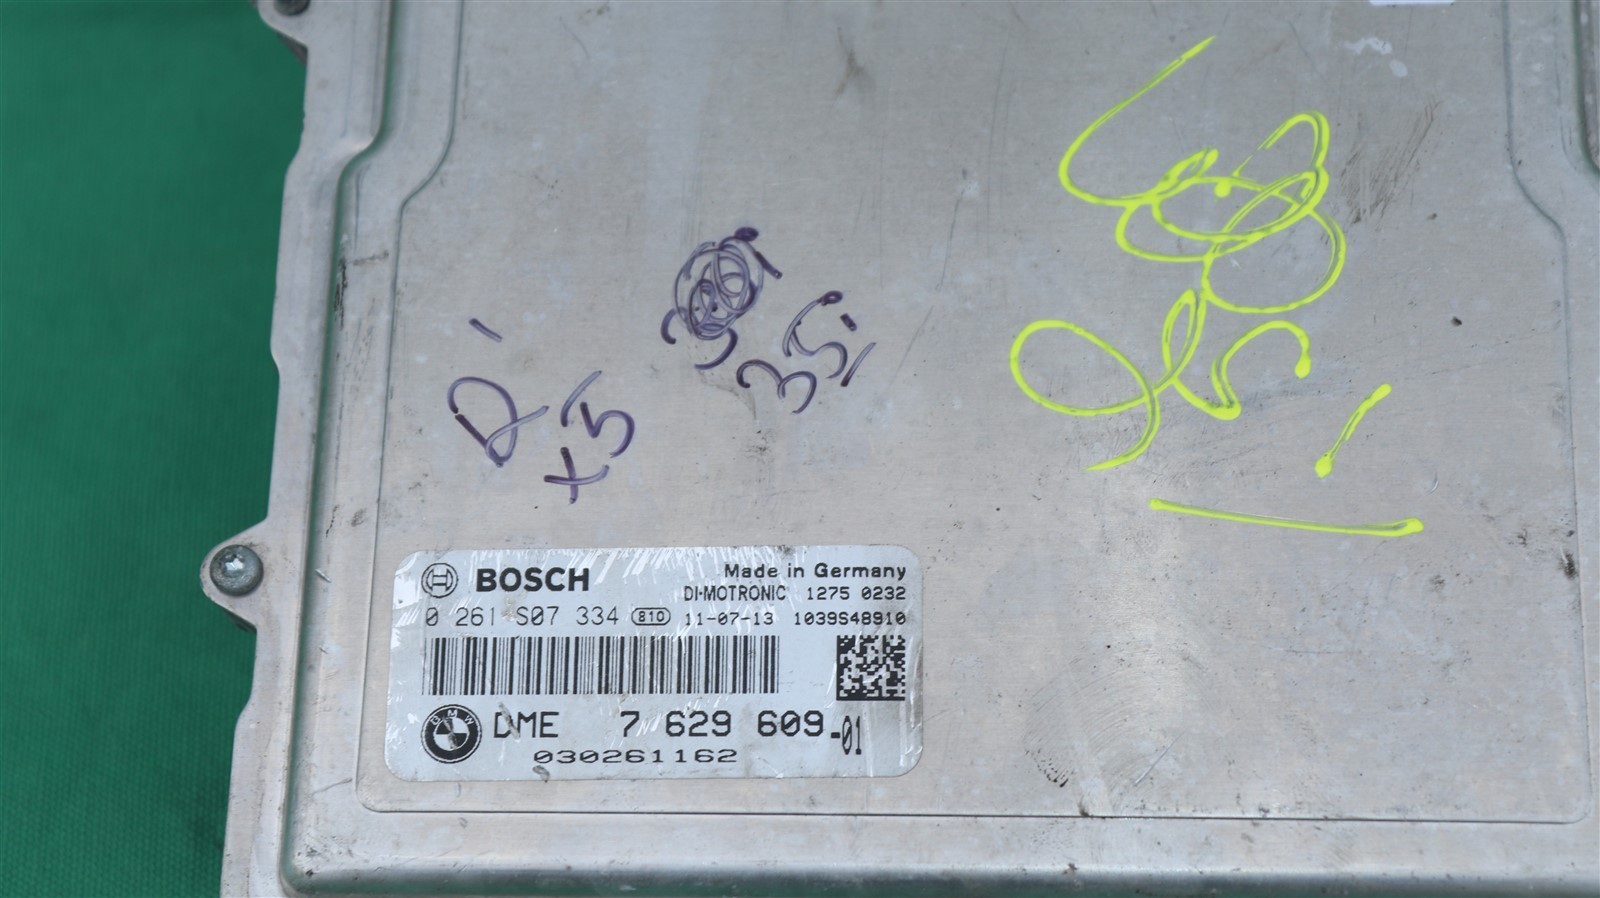 X5
35i
BOSCH
Made in Germany
DI-MOTRONIC 1275 0232
0 261 S07 334 810 11-07-13 1039S48910
BMW
DME 7 629 609-01
030261162